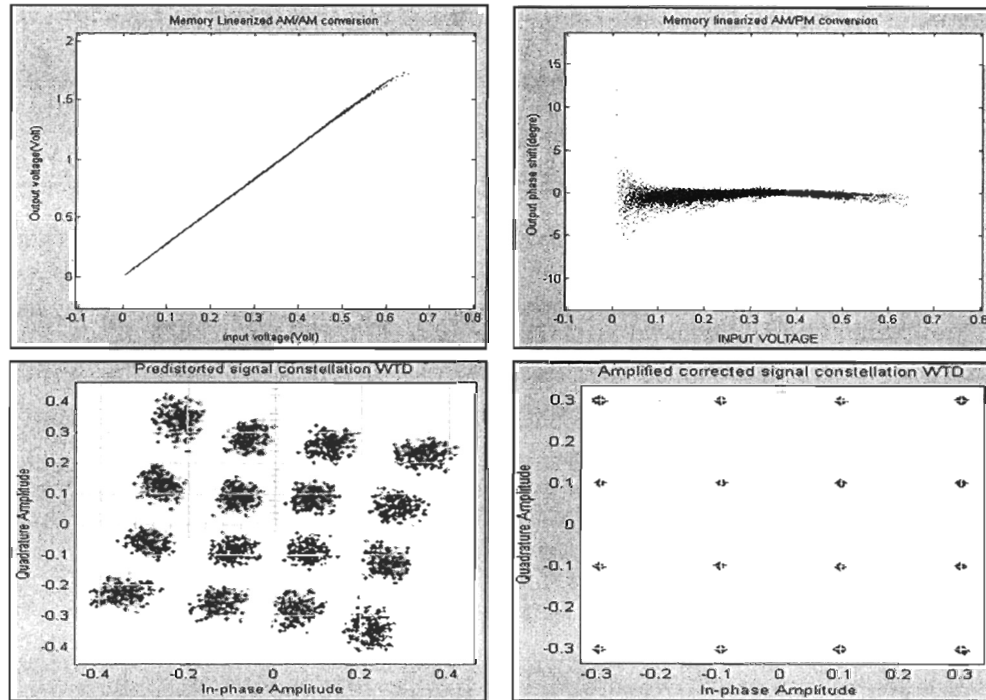 Memory Linearized AM/AM conversion
2
1.5
1
0.5
0
Output voltage(Volt)
-0.1 0 0.1 0.2 0.3 0.4 0.5 0.6 0.7 0.8
input voltage(Volt)
Memory linearized AM/PM conversion
15
10
5
0
-5
-10
Output phase shift(degre)
-0.1 0 0.1 0.2 0.3 0.4 0.5 0.6 0.7 0.8
INPUT VOLTAGE
Predistorted signal constellation WTD
0.4
0.3
0.2
0.1
0
-0.1
-0.2
-0.3
-0.4
Quadrature Amplitude
-0.4 -0.2 0 0.2 0.4
In-phase Amplitude
Amplified corrected signal constellation WTD
0.3
0.2
0.1
0
-0.1
-0.2
-0.3
Quadrature Amplitude
-0.3 -0.2 -0.1 0 0.1 0.2 0.3
In-phase Amplitude